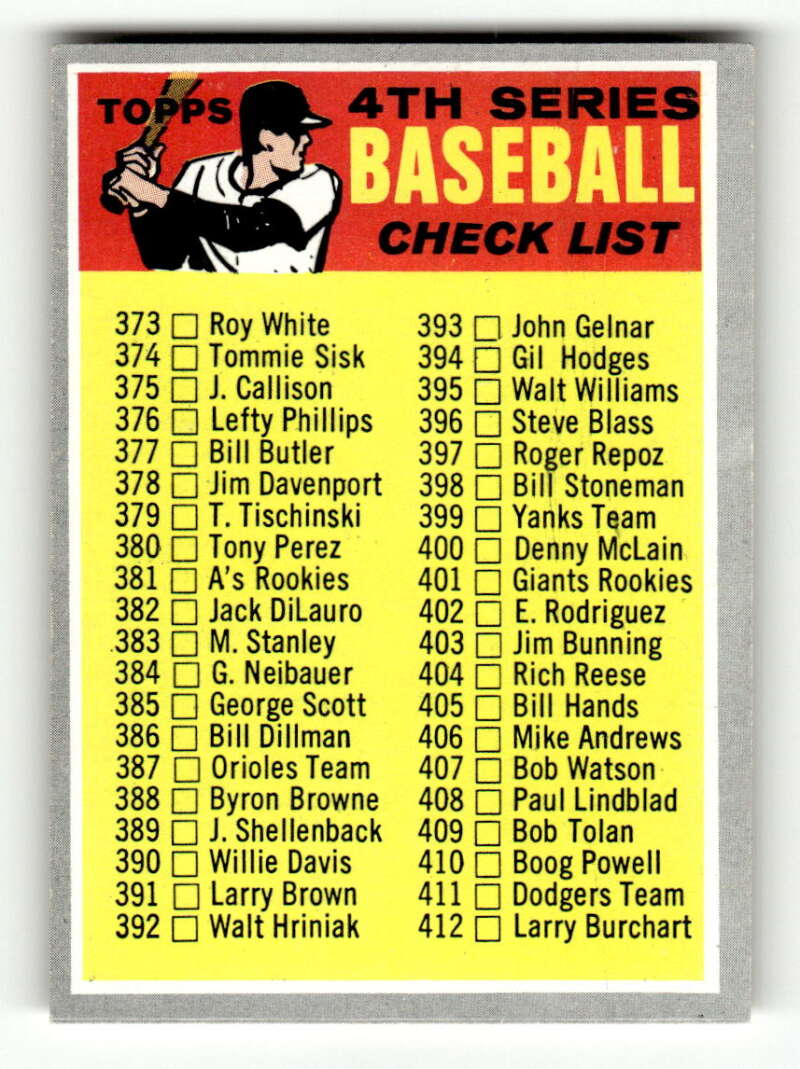 TOPPS
4TH SERIES
BASEBALL
CHECK LIST
373 Roy White
374 Tommie Sisk
375 J. Callison
376 Lefty Phillips
377 Bill Butler
378 Jim Davenport
379 T. Tischinski
380 Tony Perez
381 A's Rookies
382 Jack DiLauro
383 M. Stanley
384 G. Neibauer
385 George Scott
386 Bill Dillman
387 Orioles Team
388 Byron Browne
389 J. Shellenback
390 Willie Davis
391 Larry Brown
392 Walt Hriniak
393 John Gelnar
394 Gil Hodges
395 Walt Williams
396 Steve Blass
397 Roger Repoz
398 Bill Stoneman
399 Yanks Team
400 Denny McLain
401 Giants Rookies
402 E. Rodriguez
403 Jim Bunning
404 Rich Reese
405 Bill Hands
406 Mike Andrews
407 Bob Watson
408 Paul Lindblad
409 Bob Tolan
410 Boog Powell
411 Dodgers Team
412 Larry Burchart